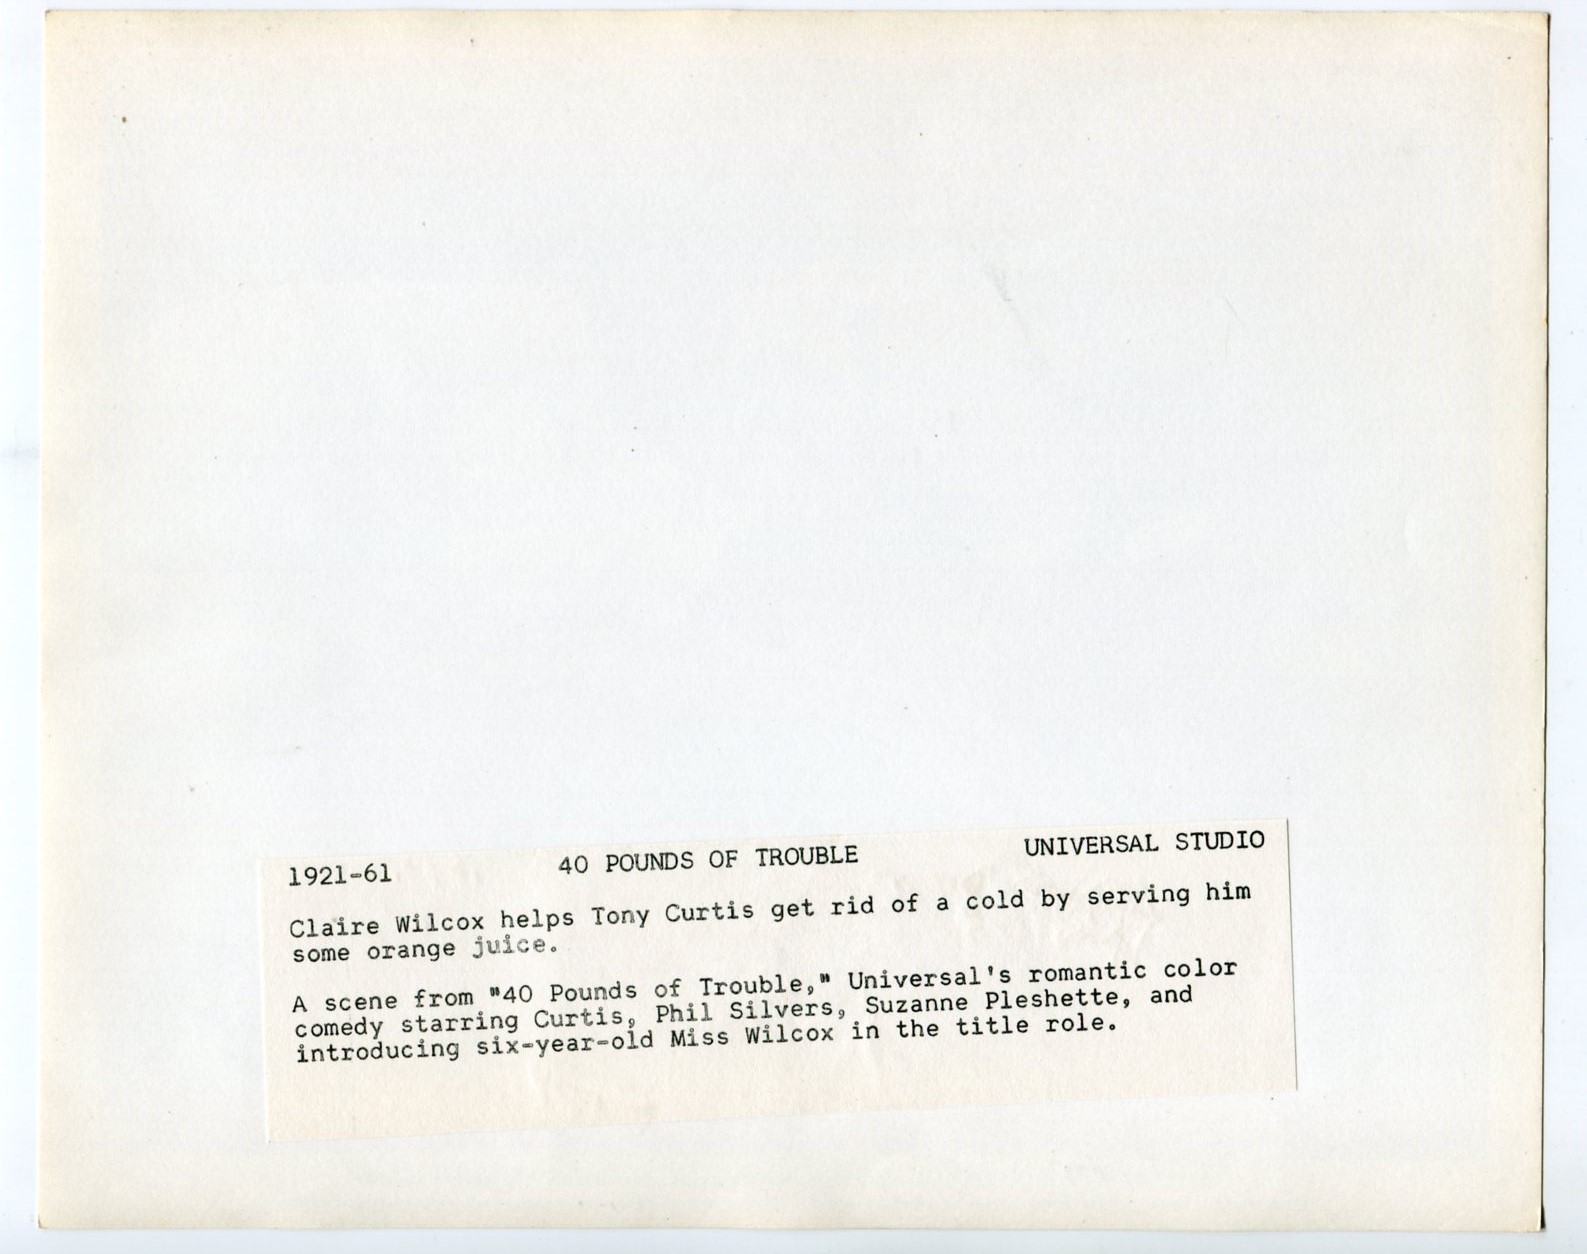 1921-61 40 POUNDS OF TROUBLE UNIVERSAL STUDIO
Claire Wilcox helps Tony Curtis get rid of a cold by serving him
some orange juice.
A scene from "40 Pounds of Trouble," Universal's romantic color
comedy starring Curtis, Phil Silvers, Suzanne Pleshette, and
introducing six-year-old Miss Wilcox in the title role.